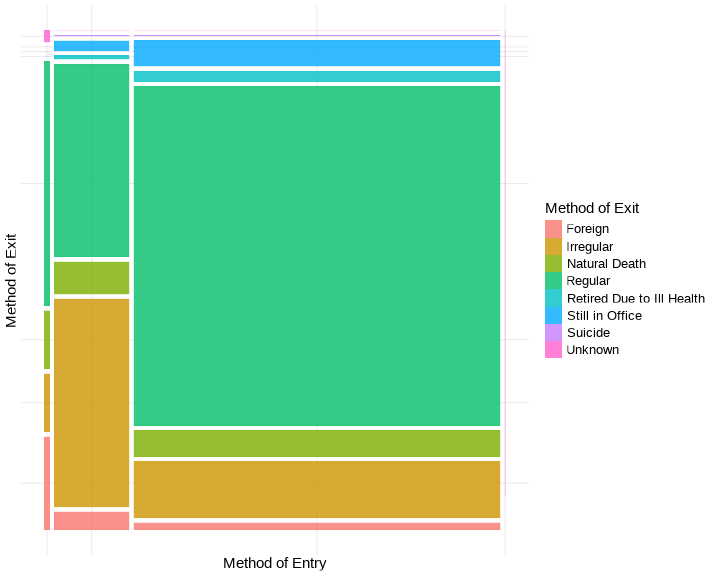 Method of Exit
Method of Entry
Method of Exit
Foreign
Irregular
Natural Death
Regular
Retired Due to Ill Health
Still in Office
Suicide
Unknown